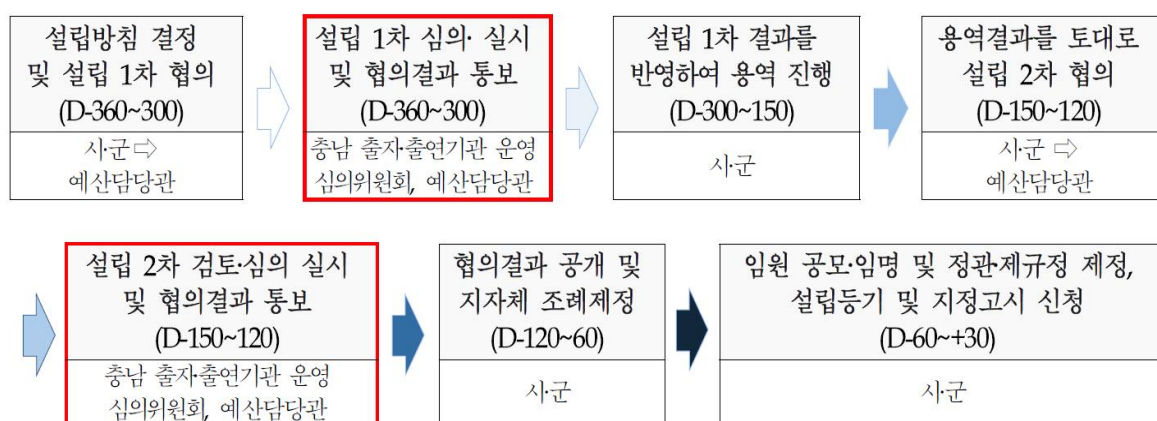 설립방침 결정
및 설립 1차 협의
(D-360~300)
시·군 ⇨
예산담당관
설립 1차 심의· 실시
및 협의결과 통보
(D-360~300)
충남 출자·출연기관 운영
심의위원회, 예산담당관
설립 1차 결과를
반영하여 용역 진행
(D-300~150)
시·군
용역결과를 토대로
설립 2차 협의
(D-150~120)
시·군 ⇨
예산담당관
설립 2차 검토·심의 실시
및 협의결과 통보
(D-150~120)
충남 출자·출연기관 운영
심의위원회, 예산담당관
협의결과 공개 및
지자체 조례제정
(D-120~60)
시·군
임원 공모·임명 및 정관·제규정 제정,
설립등기 및 지정고시 신청
(D-60~+30)
시·군